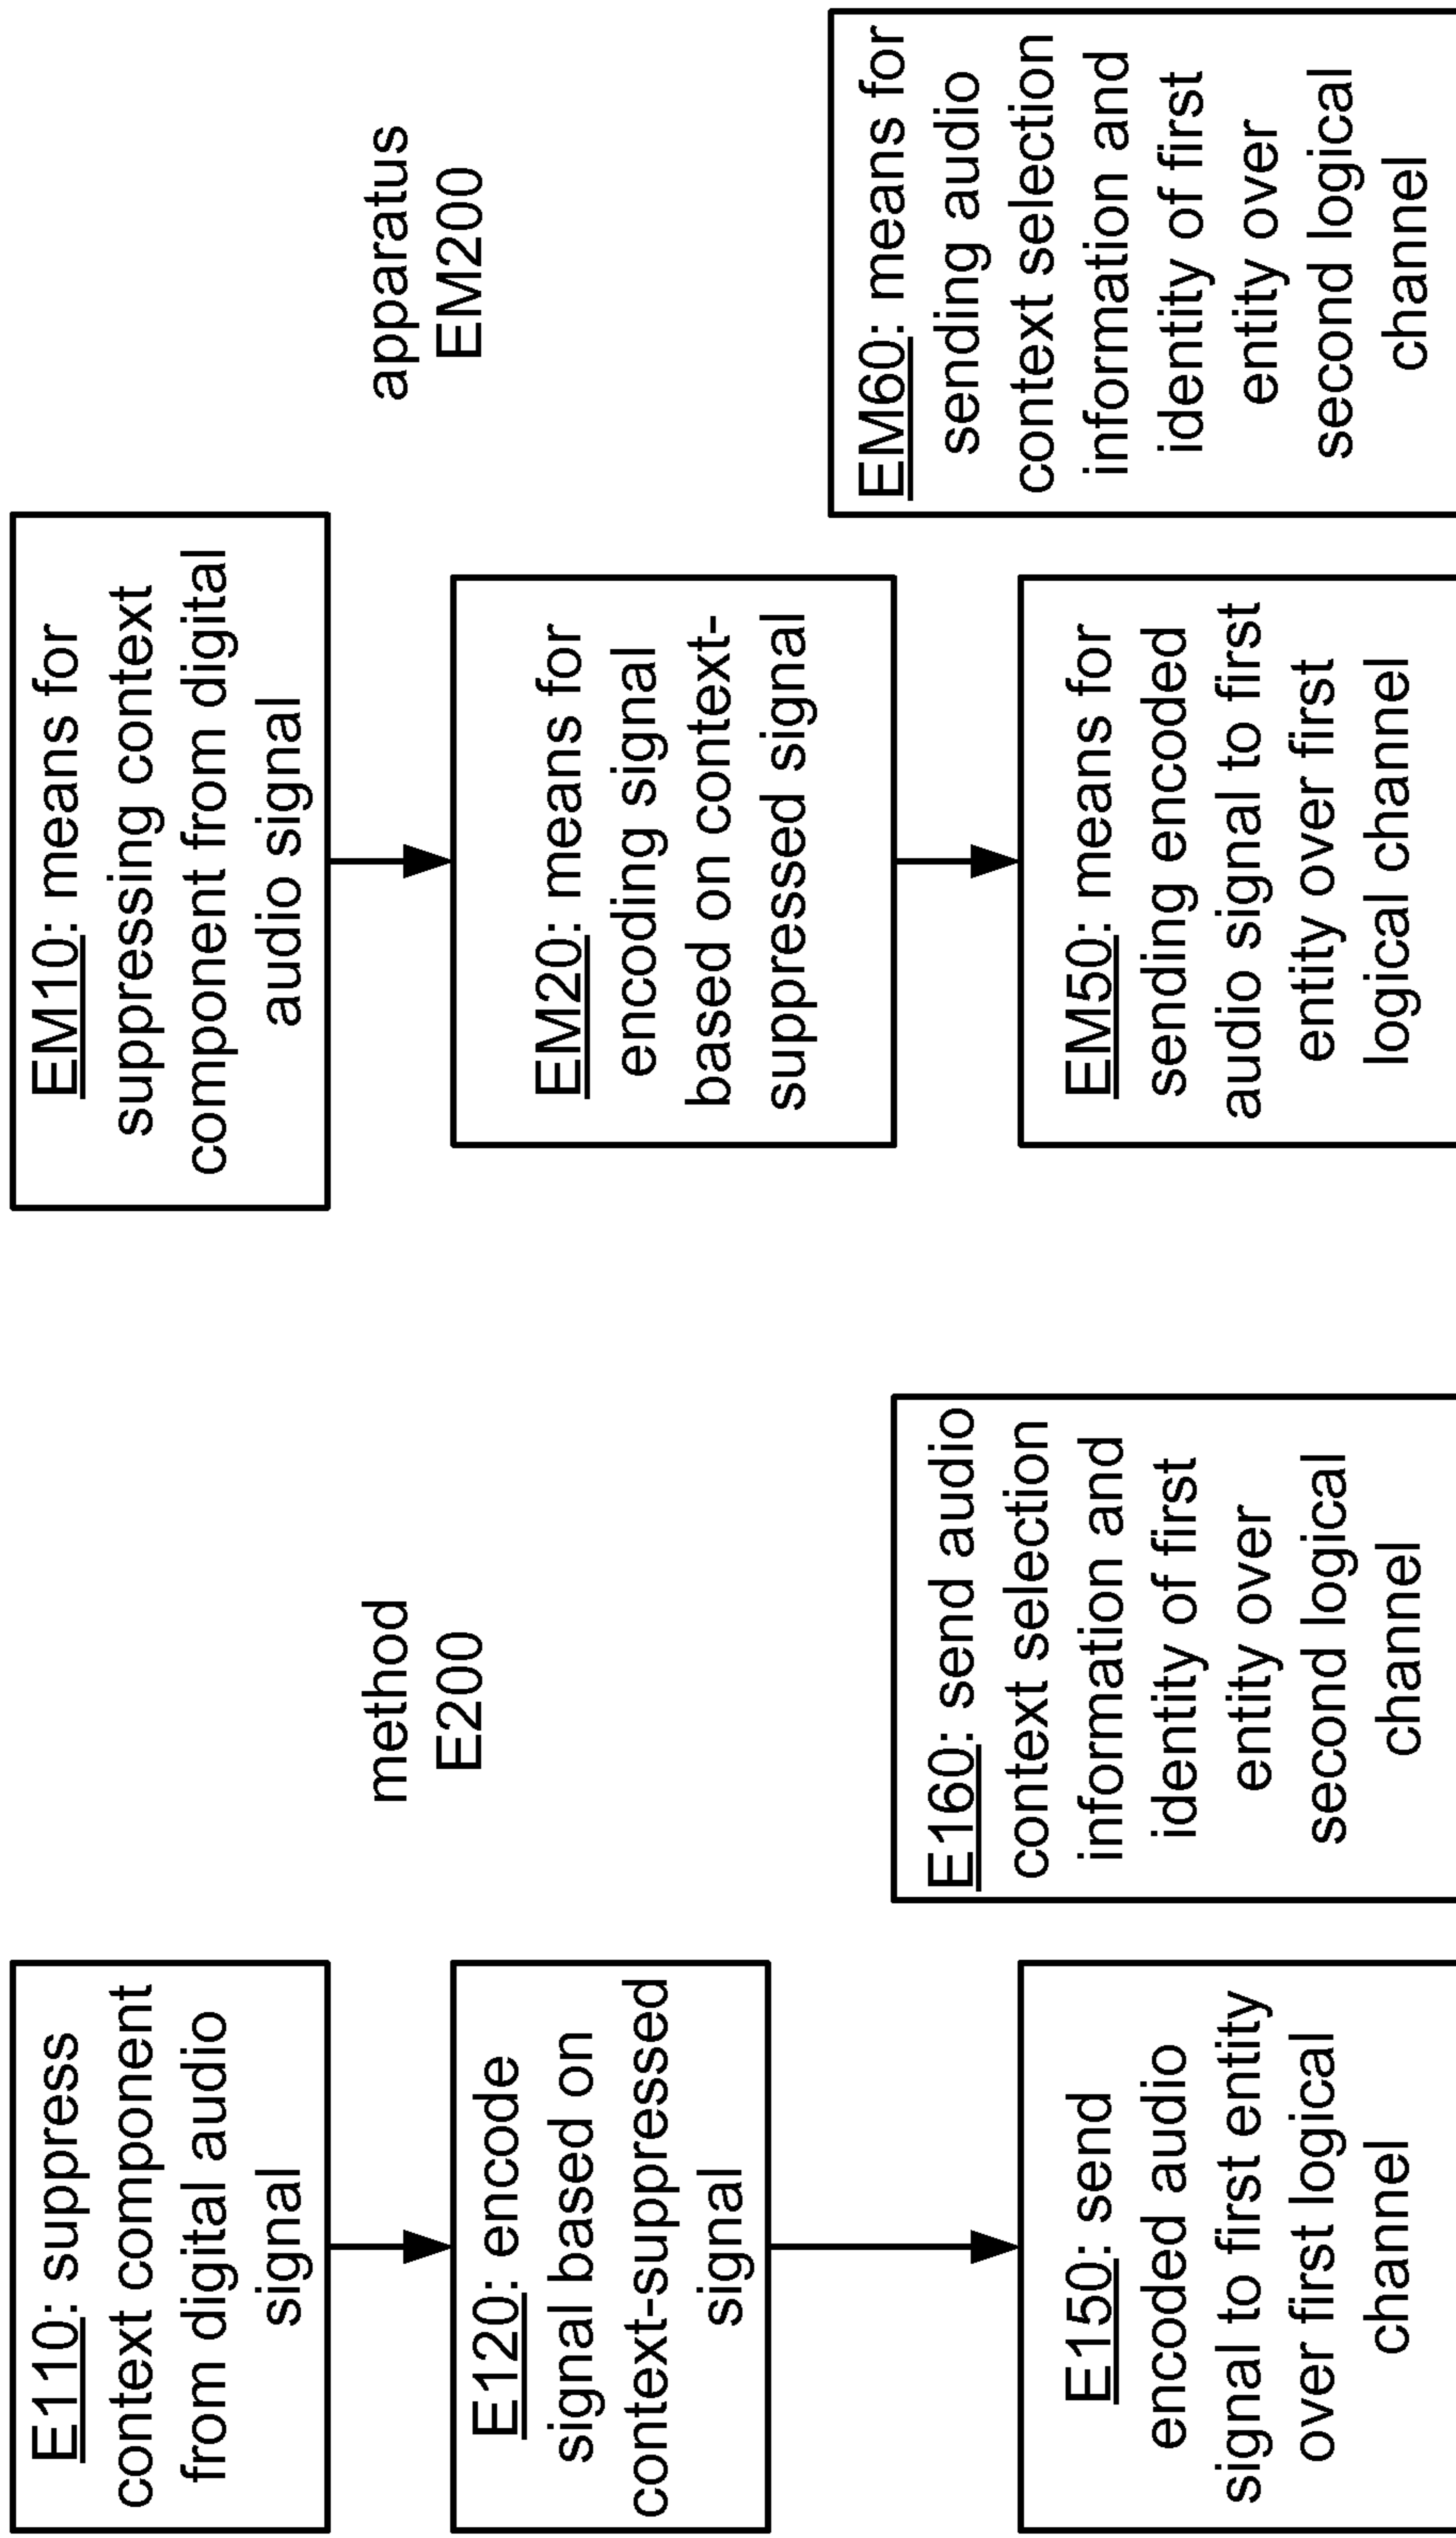 E110: suppress
context component
from digital audio
signal
E120: encode
signal based on
context-suppressed
signal
E150: send
encoded audio
signal to first entity
over first logical
channel
method
E200
E160: send audio
context selection
information and
identity of first
entity over
second logical
channel
EM10: means for
suppressing context
component from digital
audio signal
EM20: means for
encoding signal
based on context-
suppressed signal
EM50: means for
sending encoded
audio signal to first
entity over first
logical channel
apparatus
EM200
EM60: means for
sending audio
context selection
information and
identity of first
entity over
second logical
channel